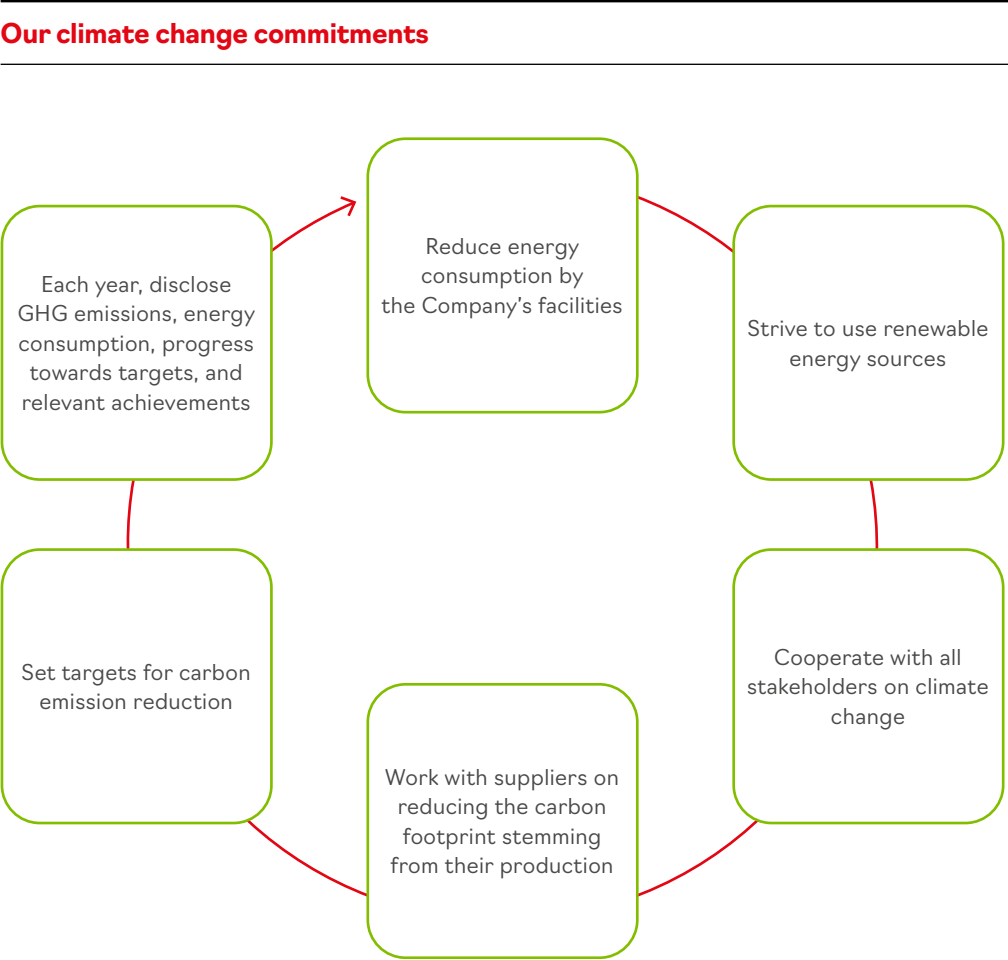 Our climate change commitments
Reduce energy
consumption by
the Company's facilities
Strive to use renewable
energy sources
Cooperate with all
stakeholders on climate
change
Work with suppliers on
reducing the carbon
footprint stemming
from their production
Set targets for carbon
emission reduction
Each year, disclose
GHG emissions, energy
consumption, progress
towards targets, and
relevant achievements